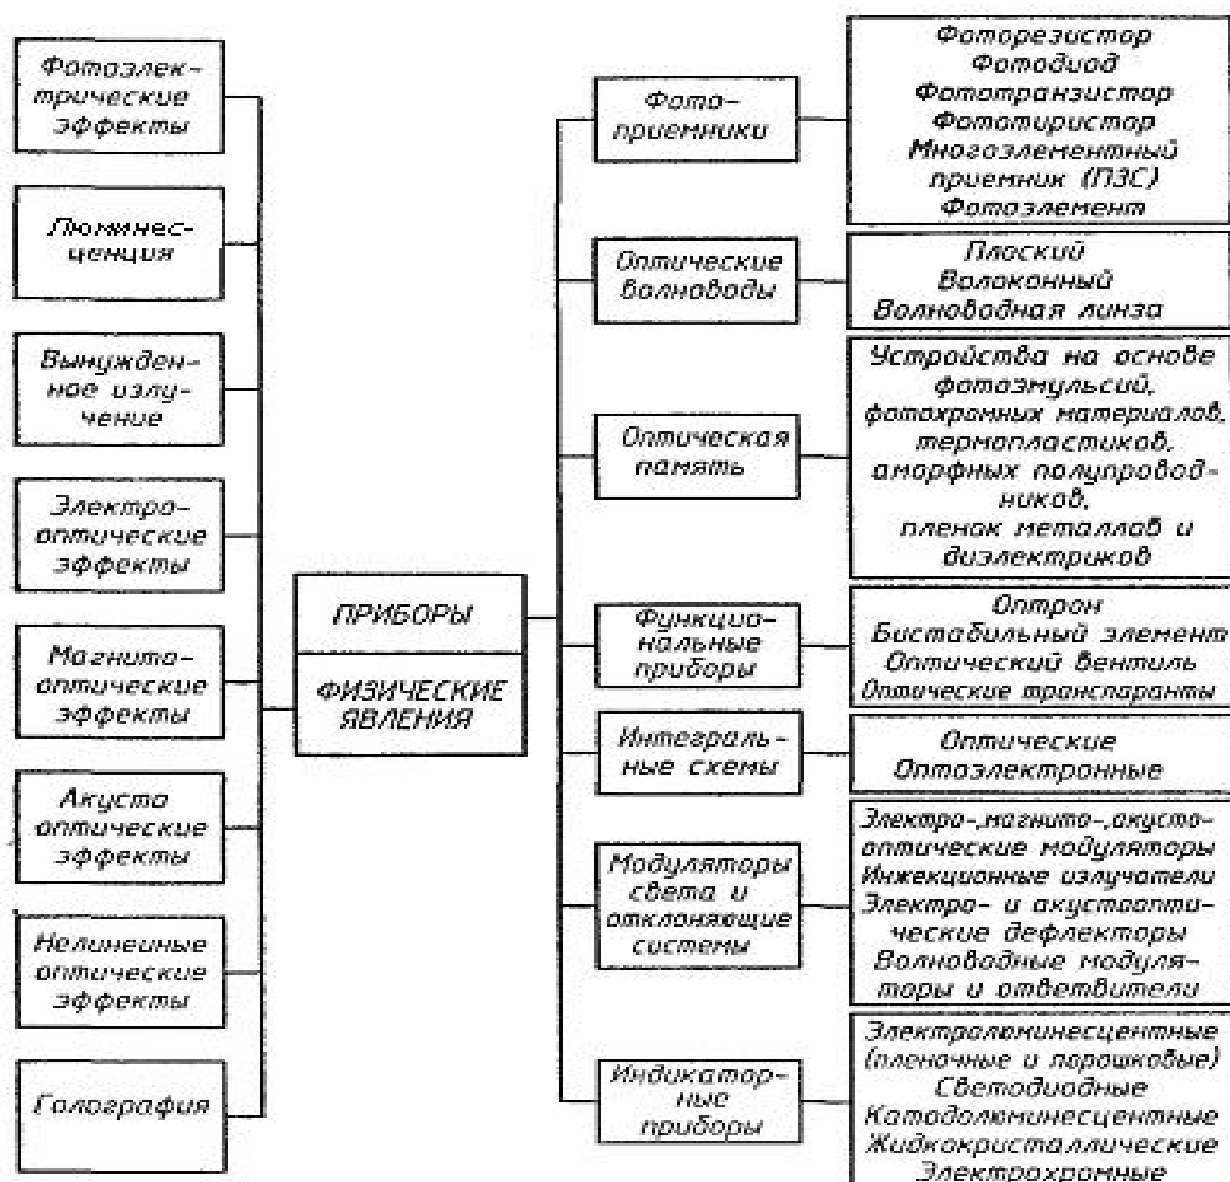 Фотоэлек-
трические
эффекты
Люминес-
ценция
Вынужден-
ное излу-
чение
Электро-
оптические
эффекты
Магнито-
оптические
эффекты
Акусто
оптические
эффекты
Нелинейные
оптические
эффекты
Голография
ПРИБОРЫ
ФИЗИЧЕСКИЕ
ЯВЛЕНИЯ
Фото-
приемники
Фоторезистор
Фотодиод
Фототранзистор
Фототиристор
Многоэлементный
приемник (ПЗС)
Фотоэлемент
Оптические
волноводы
Плоский
Волоконный
Волноводная линза
Оптическая
память
Устройства на основе
фотоэмульсий,
фотохромных материалов,
термопластиков,
аморфных полупровод-
ников,
пленок металлов и
диэлектриков
Функцио-
нальные
приборы
Оптрон
Бистабильный элемент
Оптический вентиль
Оптические транспаранты
Интеграль-
ные схемы
Оптические
Оптоэлектронные
Модуляторы
света и
отклоняющие
системы
Электро-,магнито-,акусто-
оптические модуляторы
Инжекционные излучатели
Электро- и акустоопти-
ческие дефлекторы
Волноводные модуля-
торы и ответвители
Индикатор-
ные
приборы
Электролюминесцентные
(пленочные и порошковые)
Светодиодные
Катодолюминесцентные
Жидкокристаллические
Электрохромные